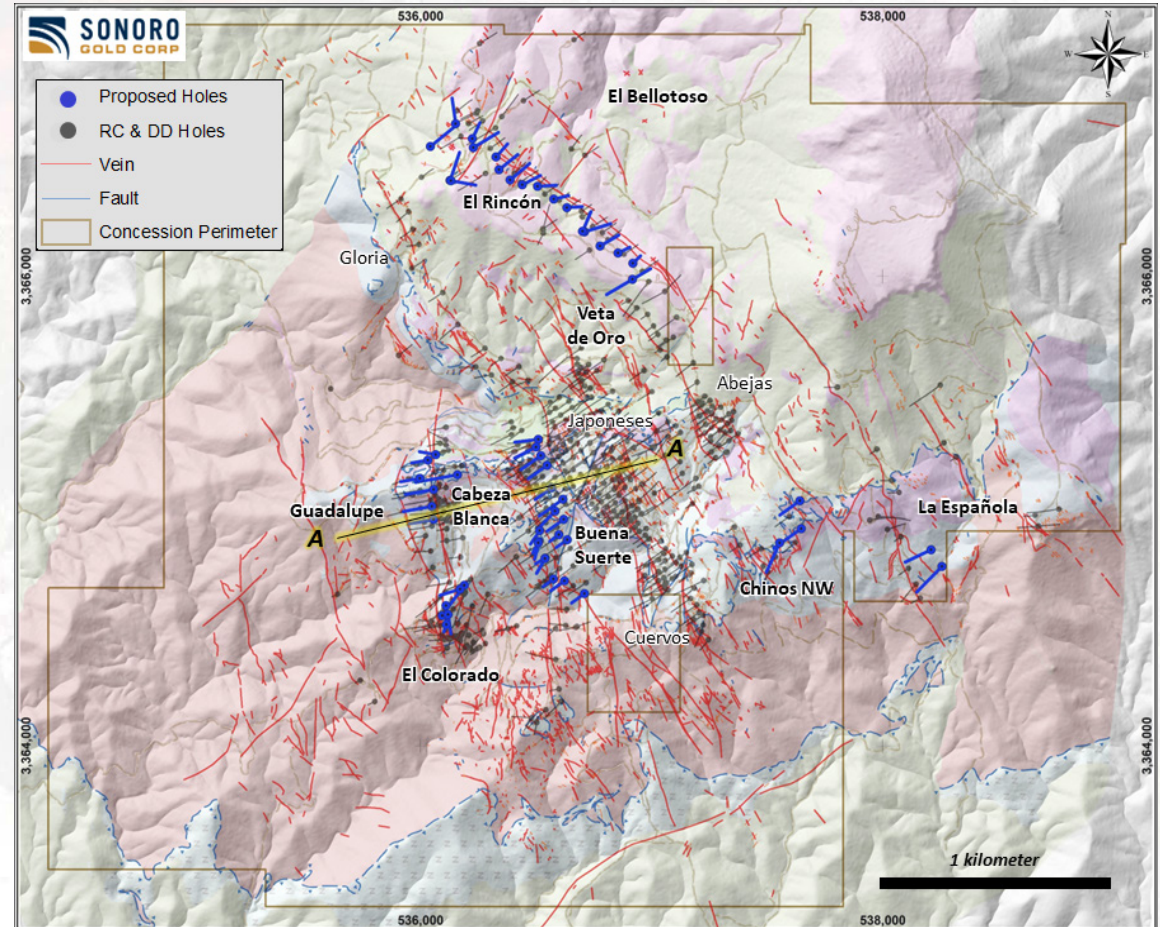 SONORO
GOLD CORP
536,000
538,000
N
W
E
S
Proposed Holes
RC & DD Holes
Vein
Fault
Concession Perimeter
El Bellotoso
El Rincón
Gloria
3,366,000
3,366,000
Veta
de Oro
Abejas
Japoneses
A
Cabeza
Blanca
Guadalupe
A
La Española
Buena
Suerte
Chinos NW
Cuervos
El Colorado
3,364,000
3,364,000
1 kilometer
536,000
538,000